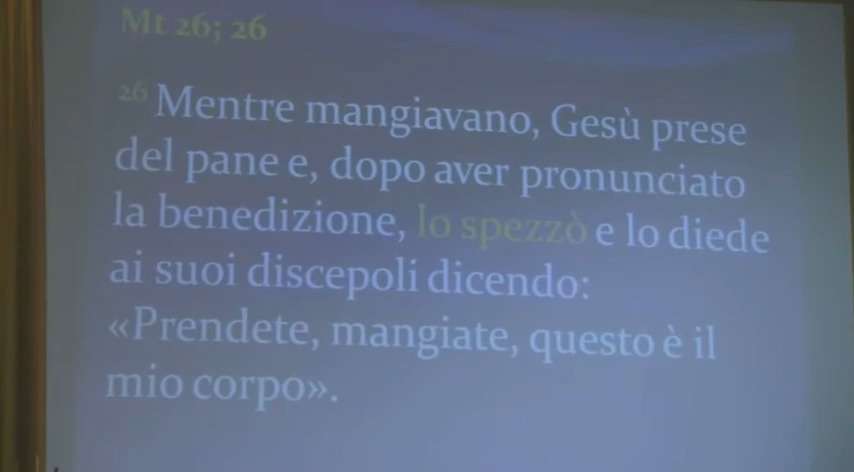 Mt 26; 26
26 Mentre mangiavano, Gesù prese
del pane e, dopo aver pronunciato
la benedizione, lo spezzò e lo diede
ai suoi discepoli dicendo:
«Prendete, mangiate, questo è il
mio corpo».